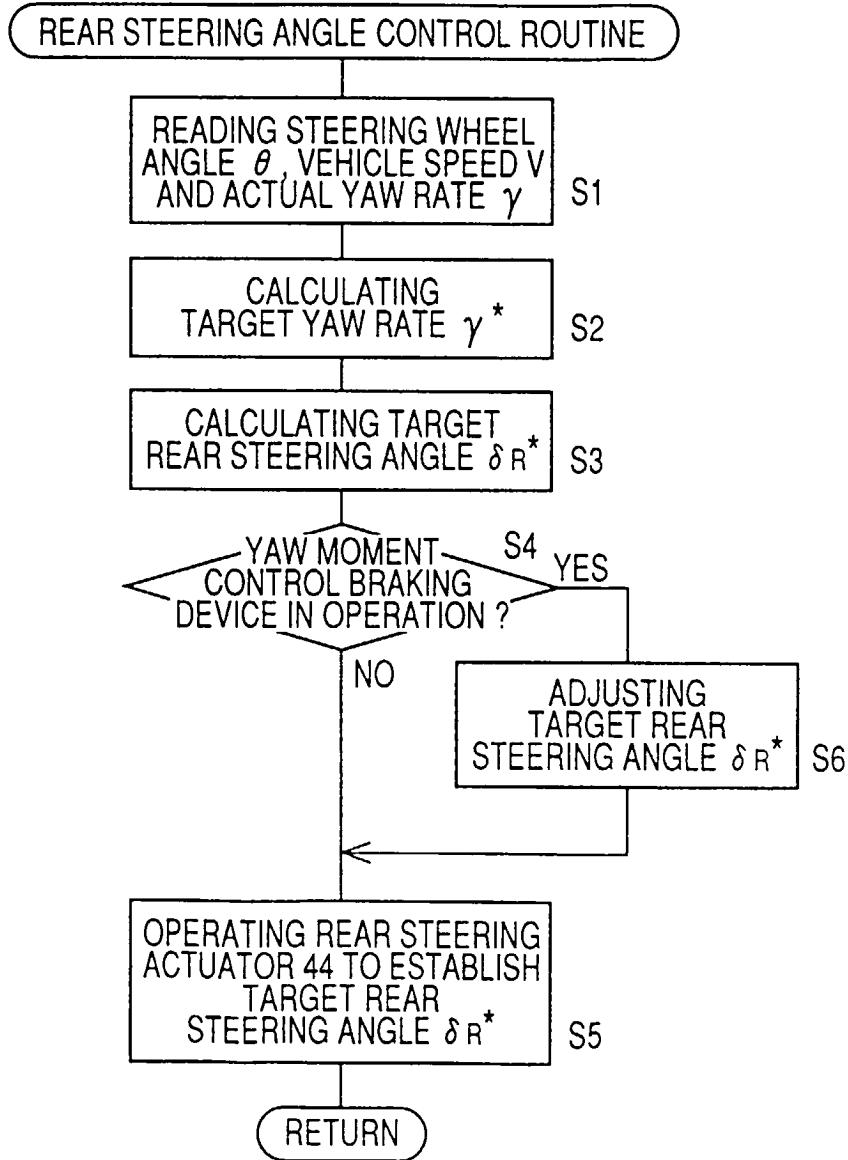 REAR STEERING ANGLE CONTROL ROUTINE
READING STEERING WHEEL
ANGLE θ, VEHICLE SPEED V
AND ACTUAL YAW RATE γ
S1
CALCULATING
TARGET YAW RATE γ*
S2
CALCULATING TARGET
REAR STEERING ANGLE δR*
S3
YAW MOMENT
CONTROL BRAKING
DEVICE IN OPERATION ?
S4
YES
NO
ADJUSTING
TARGET REAR
STEERING ANGLE δR*
S6
OPERATING REAR STEERING
ACTUATOR 44 TO ESTABLISH
TARGET REAR
STEERING ANGLE δR*
S5
RETURN